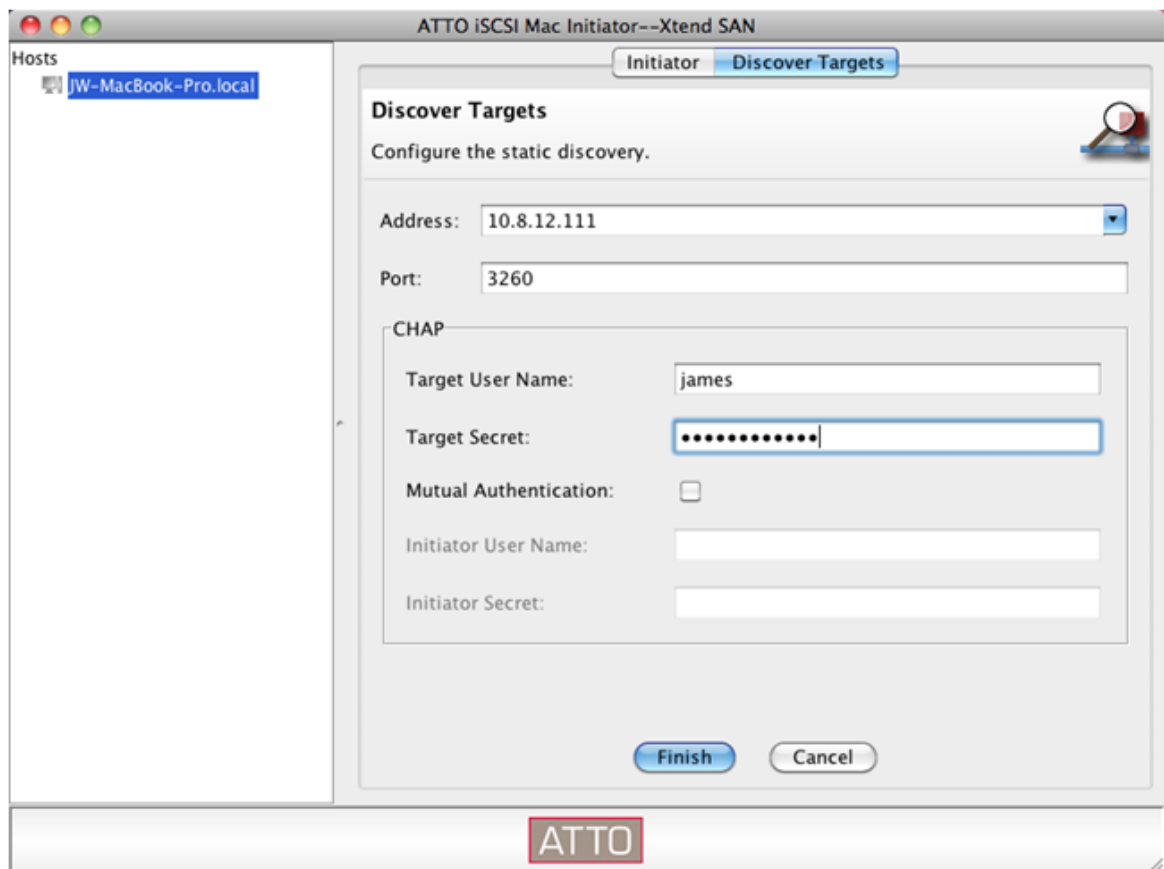 ATTO iSCSI Mac Initiator--Xtend SAN
Hosts
JW-MacBook-Pro.local
Initiator
Discover Targets
Discover Targets
Configure the static discovery.
Address: 10.8.12.111
Port: 3260
CHAP
Target User Name: james
Target Secret: ••••••••••••
Mutual Authentication:
Initiator User Name:
Initiator Secret:
Finish
Cancel
ATTO